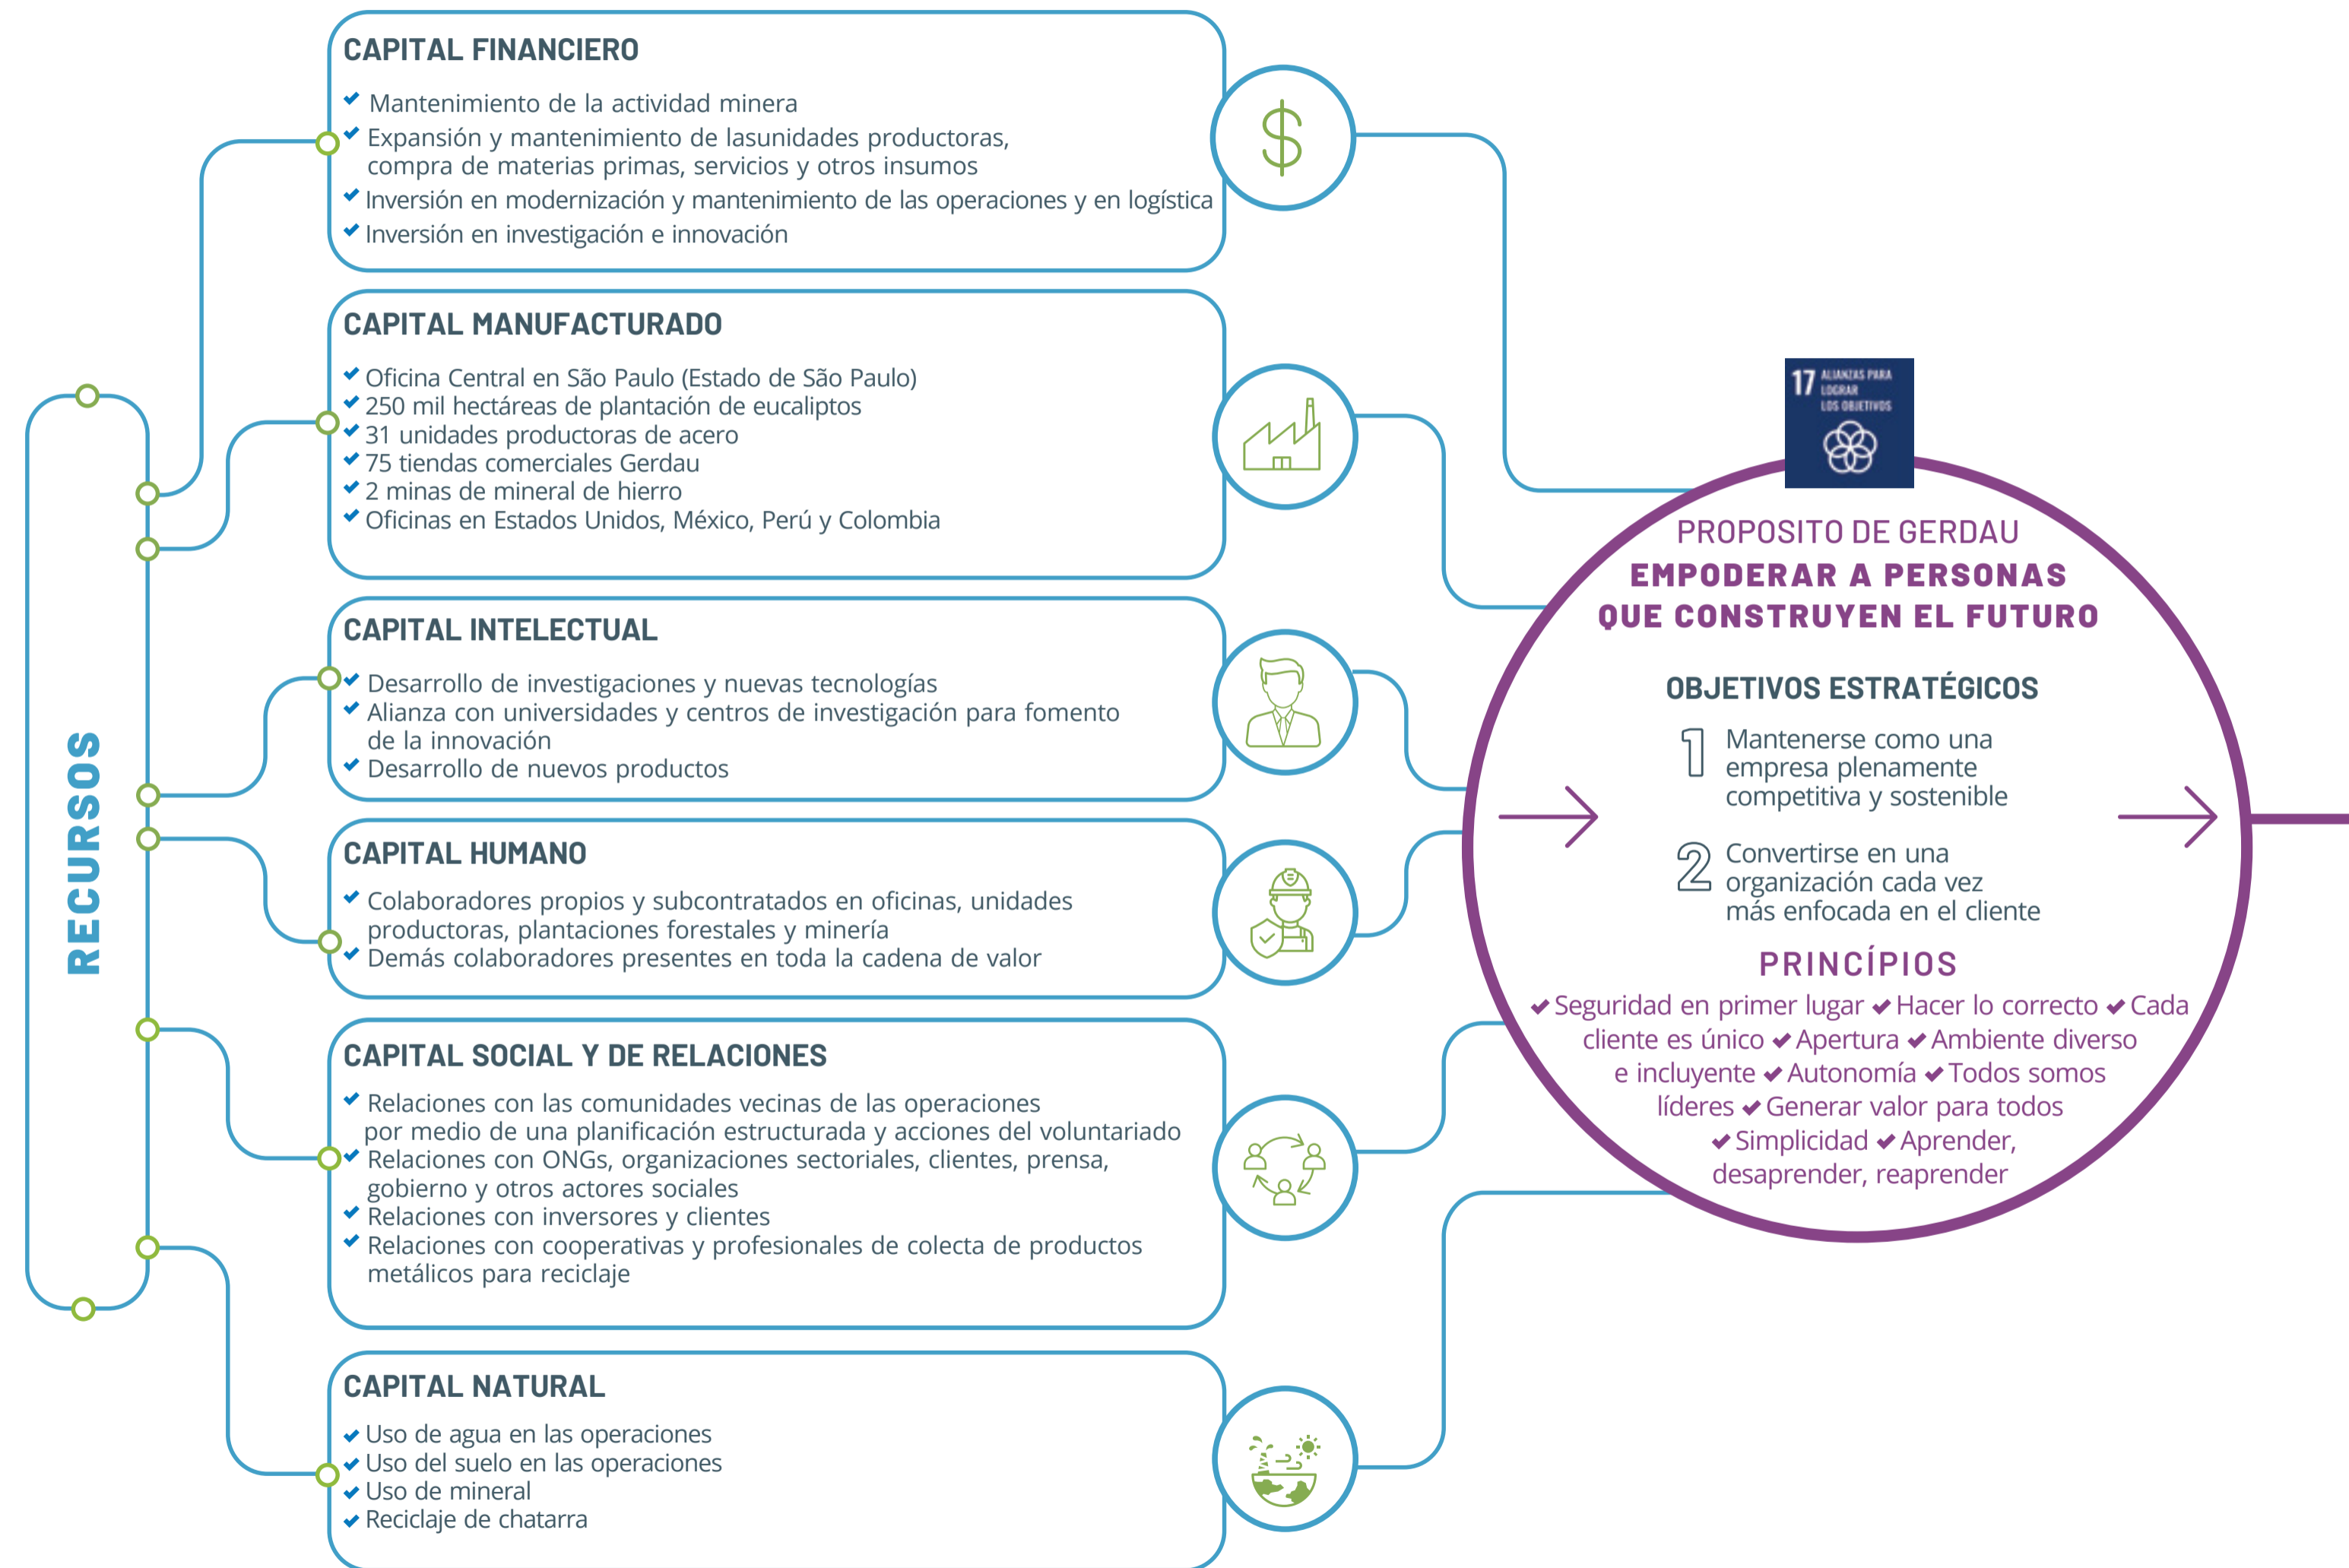 RECURSOS
CAPITAL FINANCIERO
Mantenimiento de la actividad minera
Expansión y mantenimiento de lasunidades productoras,
compra de materias primas, servicios y otros insumos
Inversión en modernización y mantenimiento de las operaciones y en logística
Inversión en investigación e innovación
CAPITAL MANUFACTURADO
Oficina Central en São Paulo (Estado de São Paulo)
250 mil hectáreas de plantación de eucaliptos
31 unidades productoras de acero
75 tiendas comerciales Gerdau
2 minas de mineral de hierro
Oficinas en Estados Unidos, México, Perú y Colombia
CAPITAL INTELECTUAL
Desarrollo de investigaciones y nuevas tecnologías
Alianza con universidades y centros de investigación para fomento
de la innovación
Desarrollo de nuevos productos
CAPITAL HUMANO
Colaboradores propios y subcontratados en oficinas, unidades
productoras, plantaciones forestales y minería
Demás colaboradores presentes en toda la cadena de valor
CAPITAL SOCIAL Y DE RELACIONES
Relaciones con las comunidades vecinas de las operaciones
por medio de una planificación estructurada y acciones del voluntariado
Relaciones con ONGs, organizaciones sectoriales, clientes, prensa,
gobierno y otros actores sociales
Relaciones con inversores y clientes
Relaciones con cooperativas y profesionales de colecta de productos
metálicos para reciclaje
CAPITAL NATURAL
Uso de agua en las operaciones
Uso del suelo en las operaciones
Uso de mineral
Reciclaje de chatarra
17 ALIANZAS PARA
LOGRAR
LOS OBJETIVOS
PROPOSITO DE GERDAU
EMPODERAR A PERSONAS
QUE CONSTRUYEN EL FUTURO
OBJETIVOS ESTRATÉGICOS
1 Mantenerse como una
empresa plenamente
competitiva y sostenible
2 Convertirse en una
organización cada vez
más enfocada en el cliente
PRINCÍPIOS
Seguridad en primer lugar Hacer lo correcto Cada
cliente es único Apertura Ambiente diverso
e incluyente Autonomía Todos somos
líderes Generar valor para todos
Simplicidad Aprender,
desaprender, reaprender